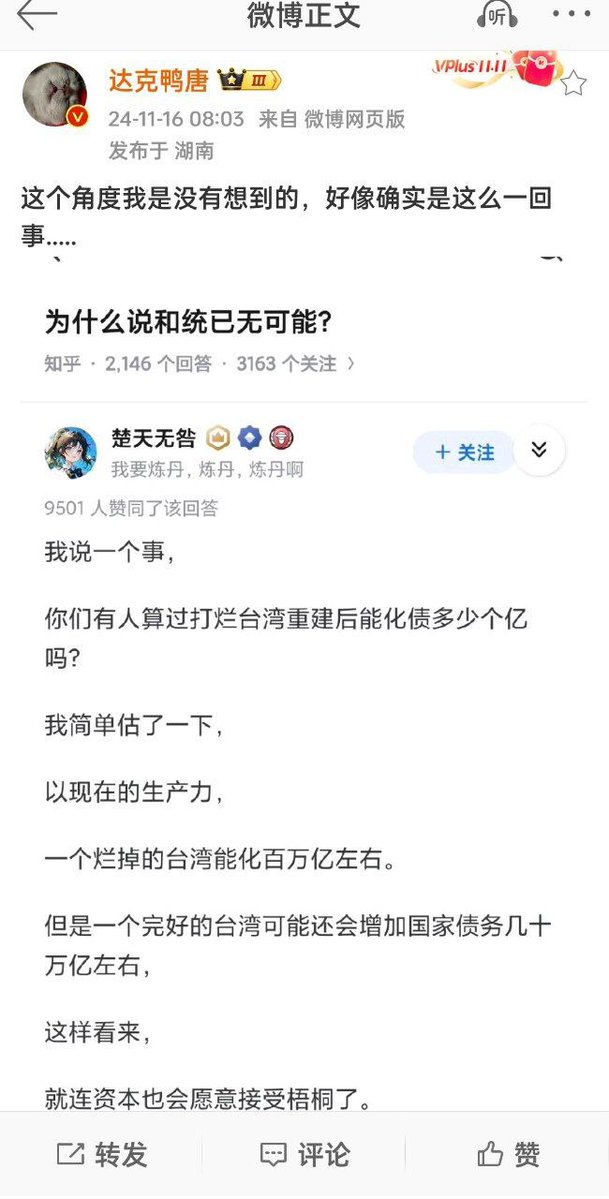 微博正文
听
达克鸭唐
III
VPlus 11.11
V
24-11-16 08:03 来自 微博网页版
发布于 湖南
这个角度我是没有想到的，好像确实是这么一回
事.....
为什么说和统已无可能?
知乎 · 2,146 个回答 · 3163 个关注 〉
楚天无咎
+ 关注
我要炼丹，炼丹，炼丹啊
9501 人赞同了该回答
我说一个事，
你们有人算过打烂台湾重建后能化债多少个亿
吗?
我简单估了一下，
以现在的生产力，
一个烂掉的台湾能化百万亿左右。
但是一个完好的台湾可能还会增加国家债务几十
万亿左右，
这样看来，
就连资本也会愿意接受梧桐了。
转发
评论
赞